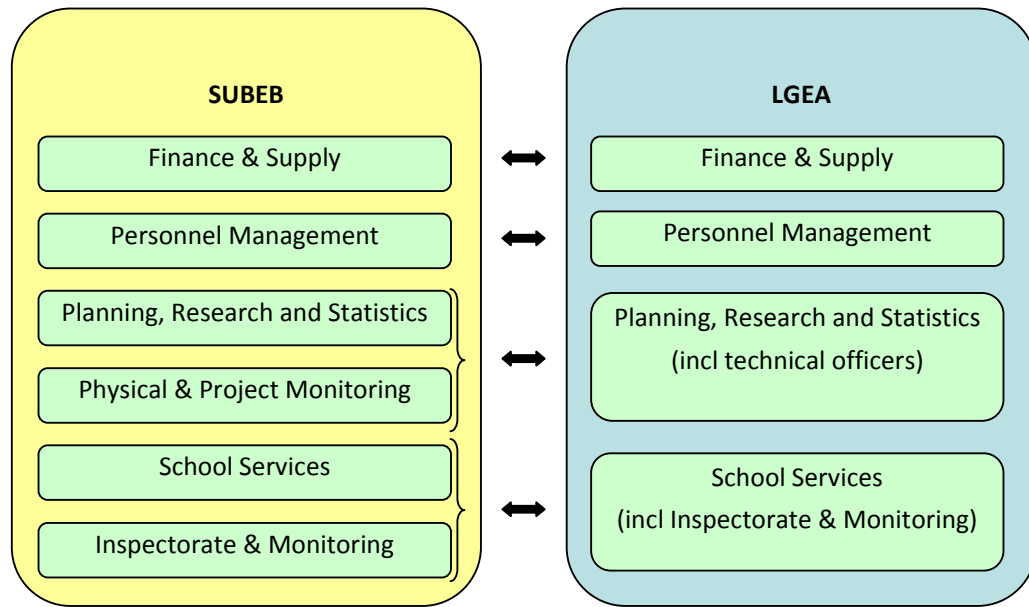 SUBEB
Finance & Supply
Personnel Management
Planning, Research and Statistics
Physical & Project Monitoring
School Services
Inspectorate & Monitoring
LGEA
Finance & Supply
Personnel Management
Planning, Research and Statistics
(incl technical officers)
School Services
(incl Inspectorate & Monitoring)